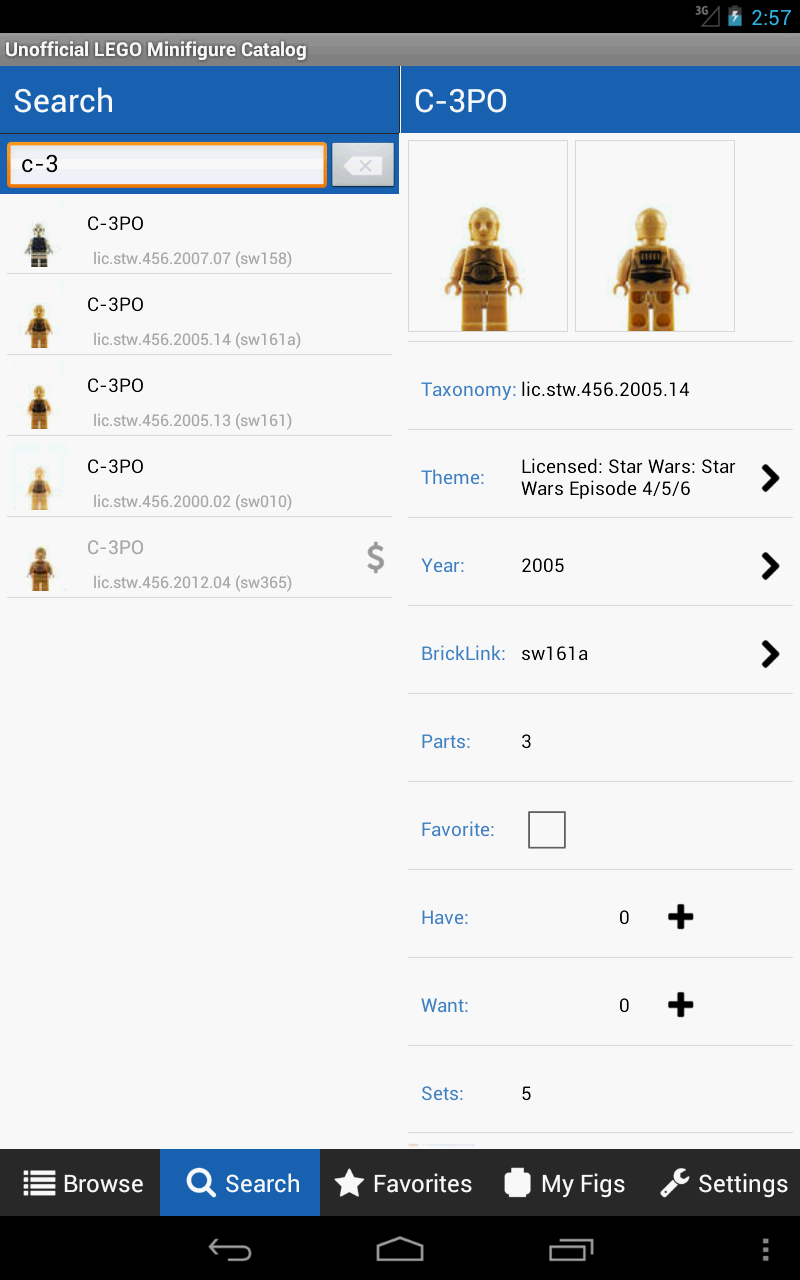 3G 2:57
Unofficial LEGO Minifigure Catalog
Search
c-3
C-3PO
lic.stw.456.2007.07 (sw158)
C-3PO
lic.stw.456.2005.14 (sw161a)
C-3PO
lic.stw.456.2005.13 (sw161)
C-3PO
lic.stw.456.2000.02 (sw010)
C-3PO
lic.stw.456.2012.04 (sw365)
$
C-3PO
Taxonomy: lic.stw.456.2005.14
Theme: Licensed: Star Wars: Star
Wars Episode 4/5/6
Year: 2005
BrickLink: sw161a
Parts: 3
Favorite:
Have: 0
Want: 0
Sets: 5
Browse Search Favorites My Figs Settings